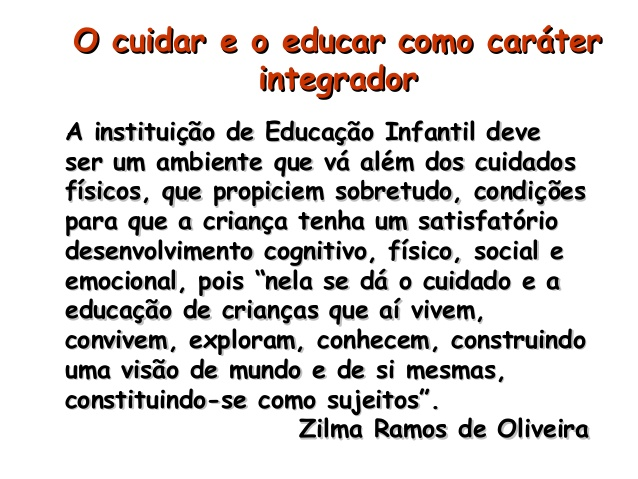 O cuidar e o educar como caráter
integrador
A instituição de Educação Infantil deve
ser um ambiente que vá além dos cuidados
físicos, que propiciem sobretudo, condições
para que a criança tenha um satisfatório
desenvolvimento cognitivo, físico, social e
emocional, pois “nela se dá o cuidado e a
educação de crianças que aí vivem,
convivem, exploram, conhecem, construindo
uma visão de mundo e de si mesmas,
constituindo-se como sujeitos”.
Zilma Ramos de Oliveira